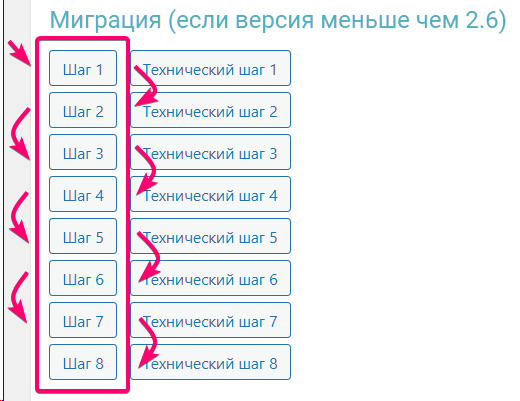 Миграция (если версия меньше чем 2.6)
Шаг 1 Технический шаг 1
Шаг 2 Технический шаг 2
Шаг 3 Технический шаг 3
Шаг 4 Технический шаг 4
Шаг 5 Технический шаг 5
Шаг 6 Технический шаг 6
Шаг 7 Технический шаг 7
Шаг 8 Технический шаг 8